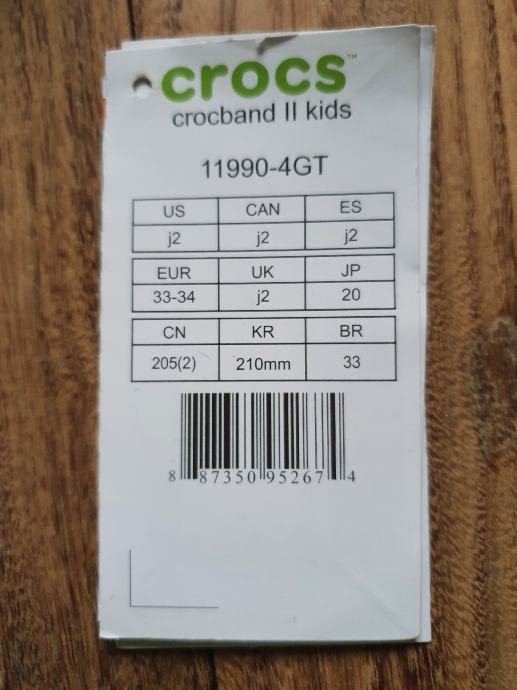 crocs™
crocband II kids
11990-4GT
US CAN ES
j2 j2 j2
EUR UK JP
33-34 j2 20
CN KR BR
205(2) 210mm 33
8 87350 95267 4